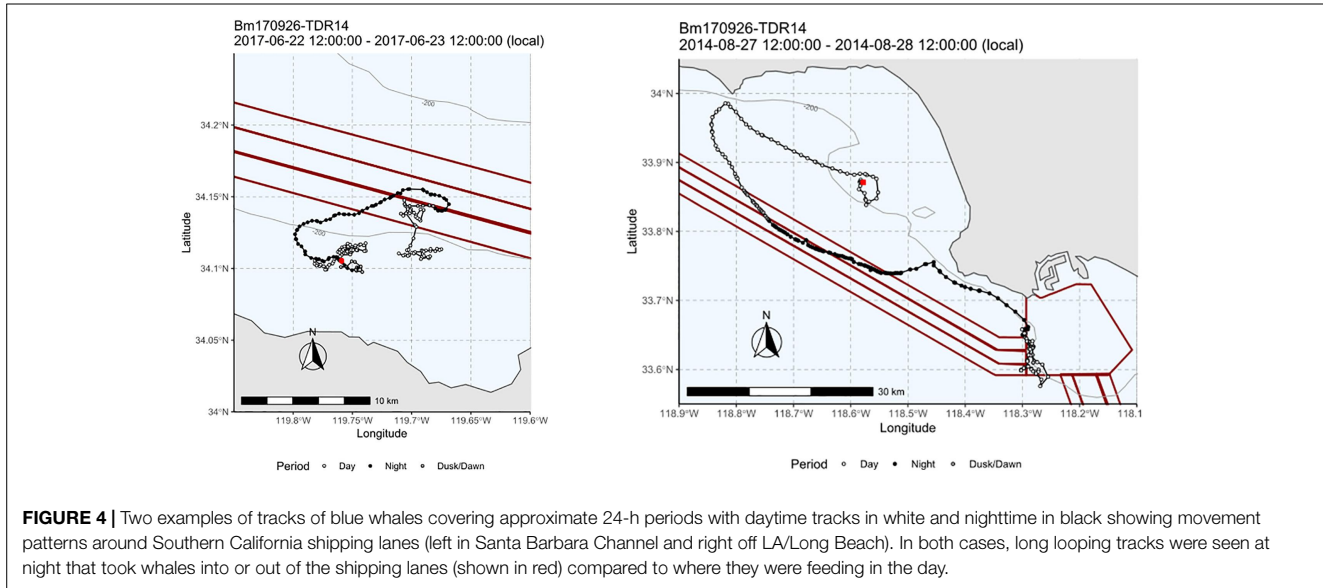 Bm170926-TDR14
2017-06-22 12:00:00 - 2017-06-23 12:00:00 (local)
-200
34.2°N
34.15°N
-200
34.1°N
34.05°N
34°N
Latitude
N
10 km
119.8°W
119.75°W
119.7°W
119.65°W
119.6°W
Longitude
Period Day Night Dusk/Dawn
Bm170926-TDR14
2014-08-27 12:00:00 - 2014-08-28 12:00:00 (local)
34°N
-200
33.9°N
33.8°N
33.7°N
33.6°N
Latitude
N
30 km
118.9°W
118.8°W
118.7°W
118.6°W
118.5°W
118.4°W
118.3°W
118.2°W
118.1
Longitude
Period Day Night Dusk/Dawn
FIGURE 4 | Two examples of tracks of blue whales covering approximate 24-h periods with daytime tracks in white and nighttime in black showing movement
patterns around Southern California shipping lanes (left in Santa Barbara Channel and right off LA/Long Beach). In both cases, long looping tracks were seen at
night that took whales into or out of the shipping lanes (shown in red) compared to where they were feeding in the day.